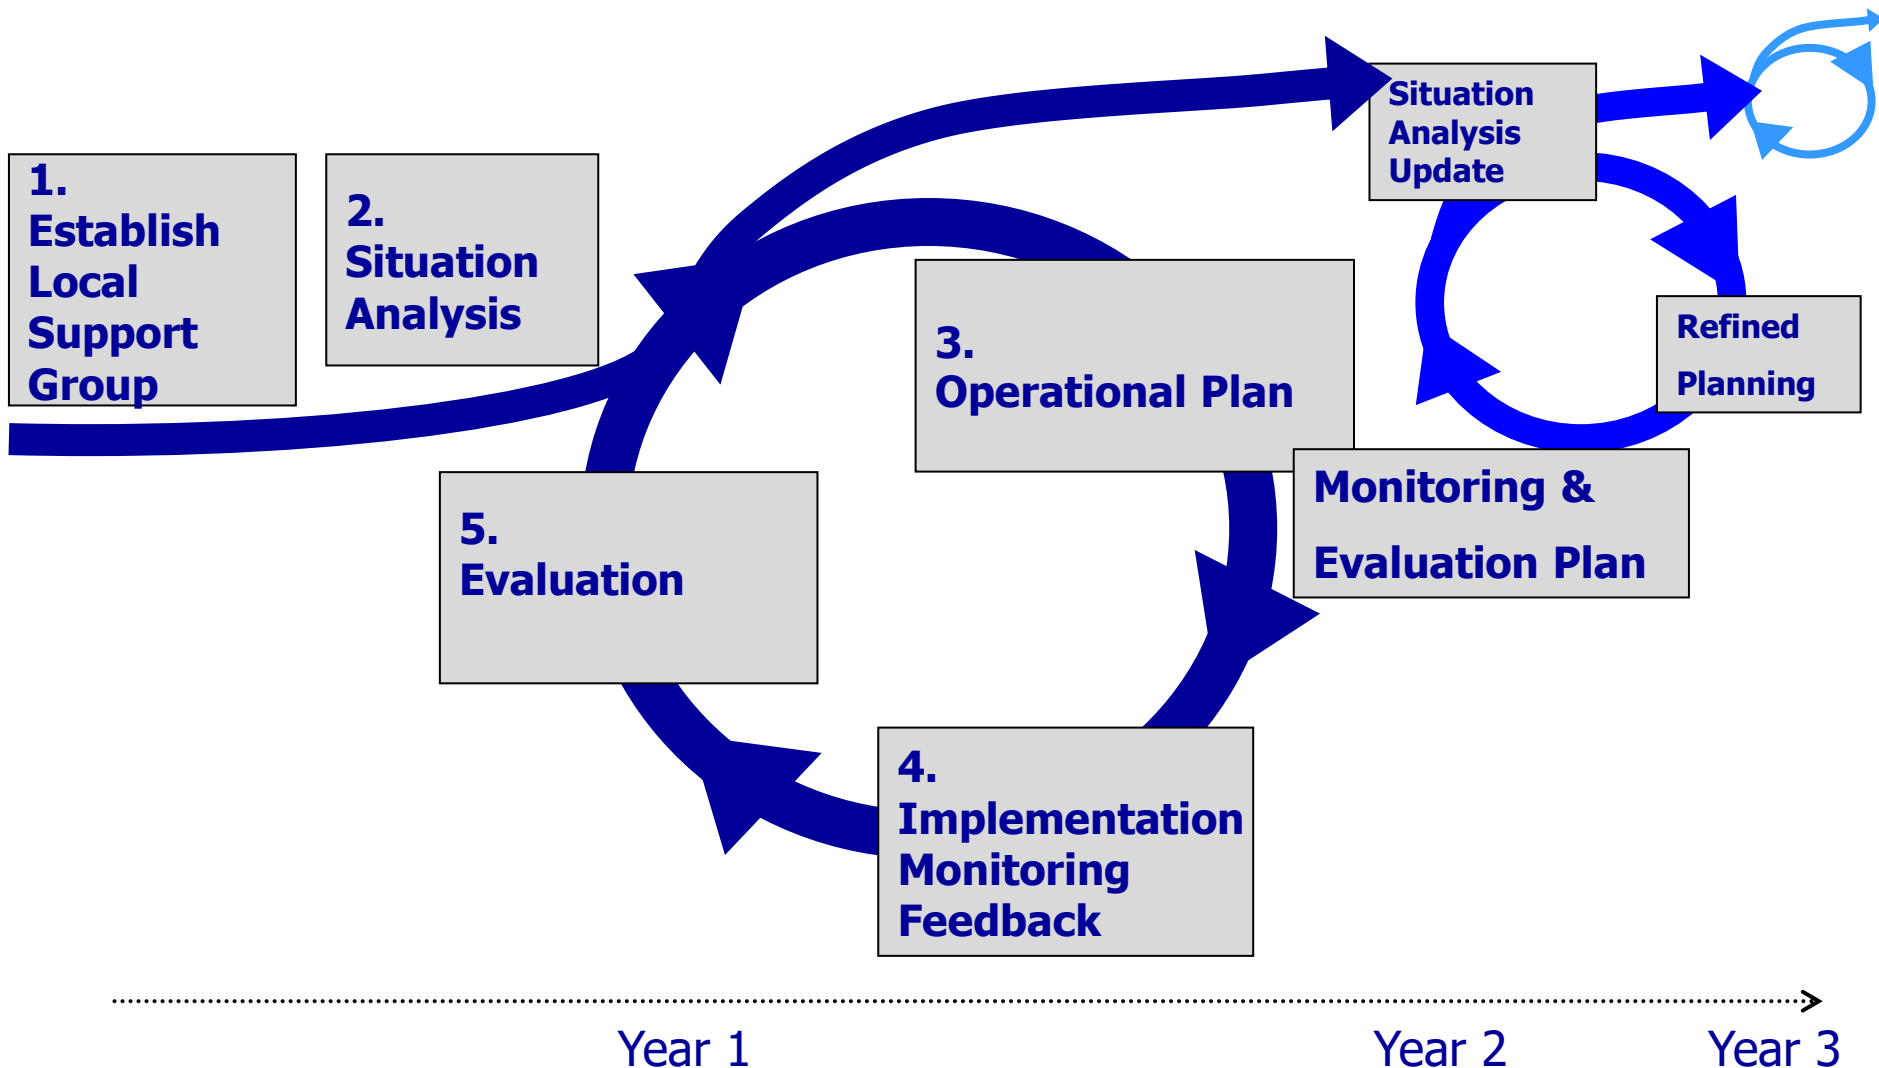 1.
Establish
Local
Support
Group
2.
Situation
Analysis
3.
Operational Plan
4.
Implementation
Monitoring
Feedback
5.
Evaluation
Situation
Analysis
Update
Refined
Planning
Monitoring &
Evaluation Plan
Year 1
Year 2
Year 3